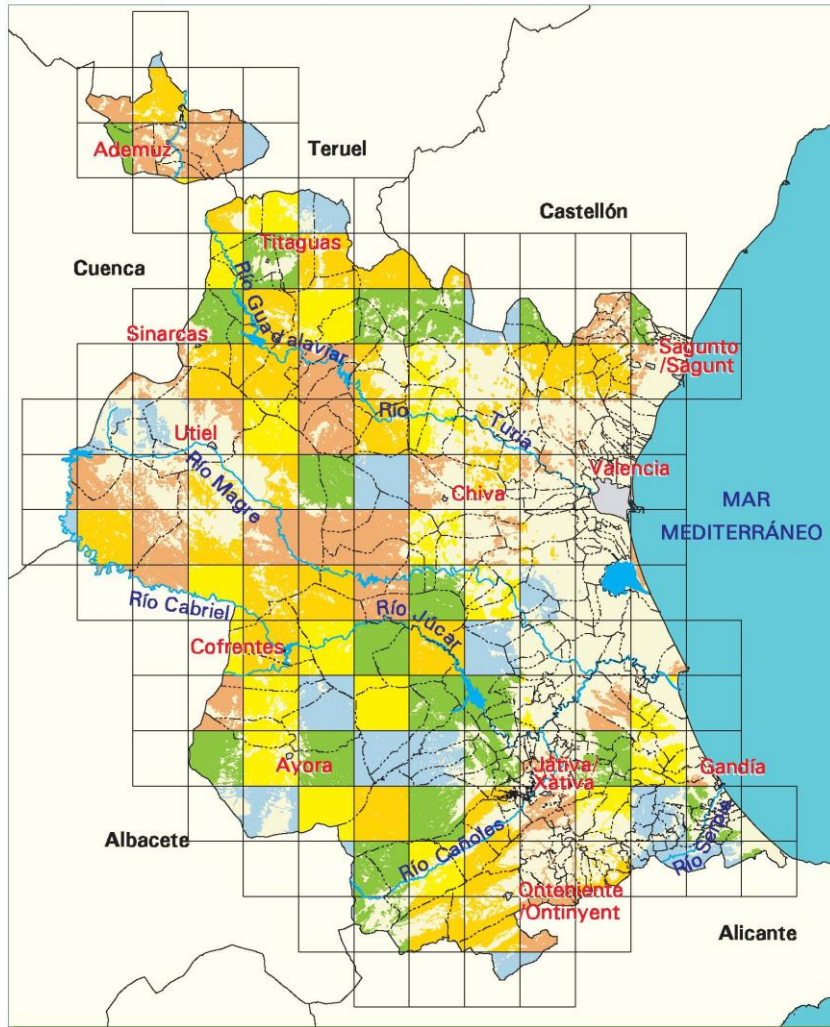 Ademuz
Teruel
Castellón
Cuenca
Titaguas
Río Guadalaviar
Sinarcas
Sagunto
/Sagunt
Río
Turia
Utiel
Río Magre
Chiva
Valencia
MAR
MEDITERRÁNEO
Río Cabriel
Río Júcar
Cofrentes
Ayora
Játiva/
Xàtiva
Gandía
Albacete
Río Cañoles
Río Serpis
Onteniente
/Ontinyent
Alicante